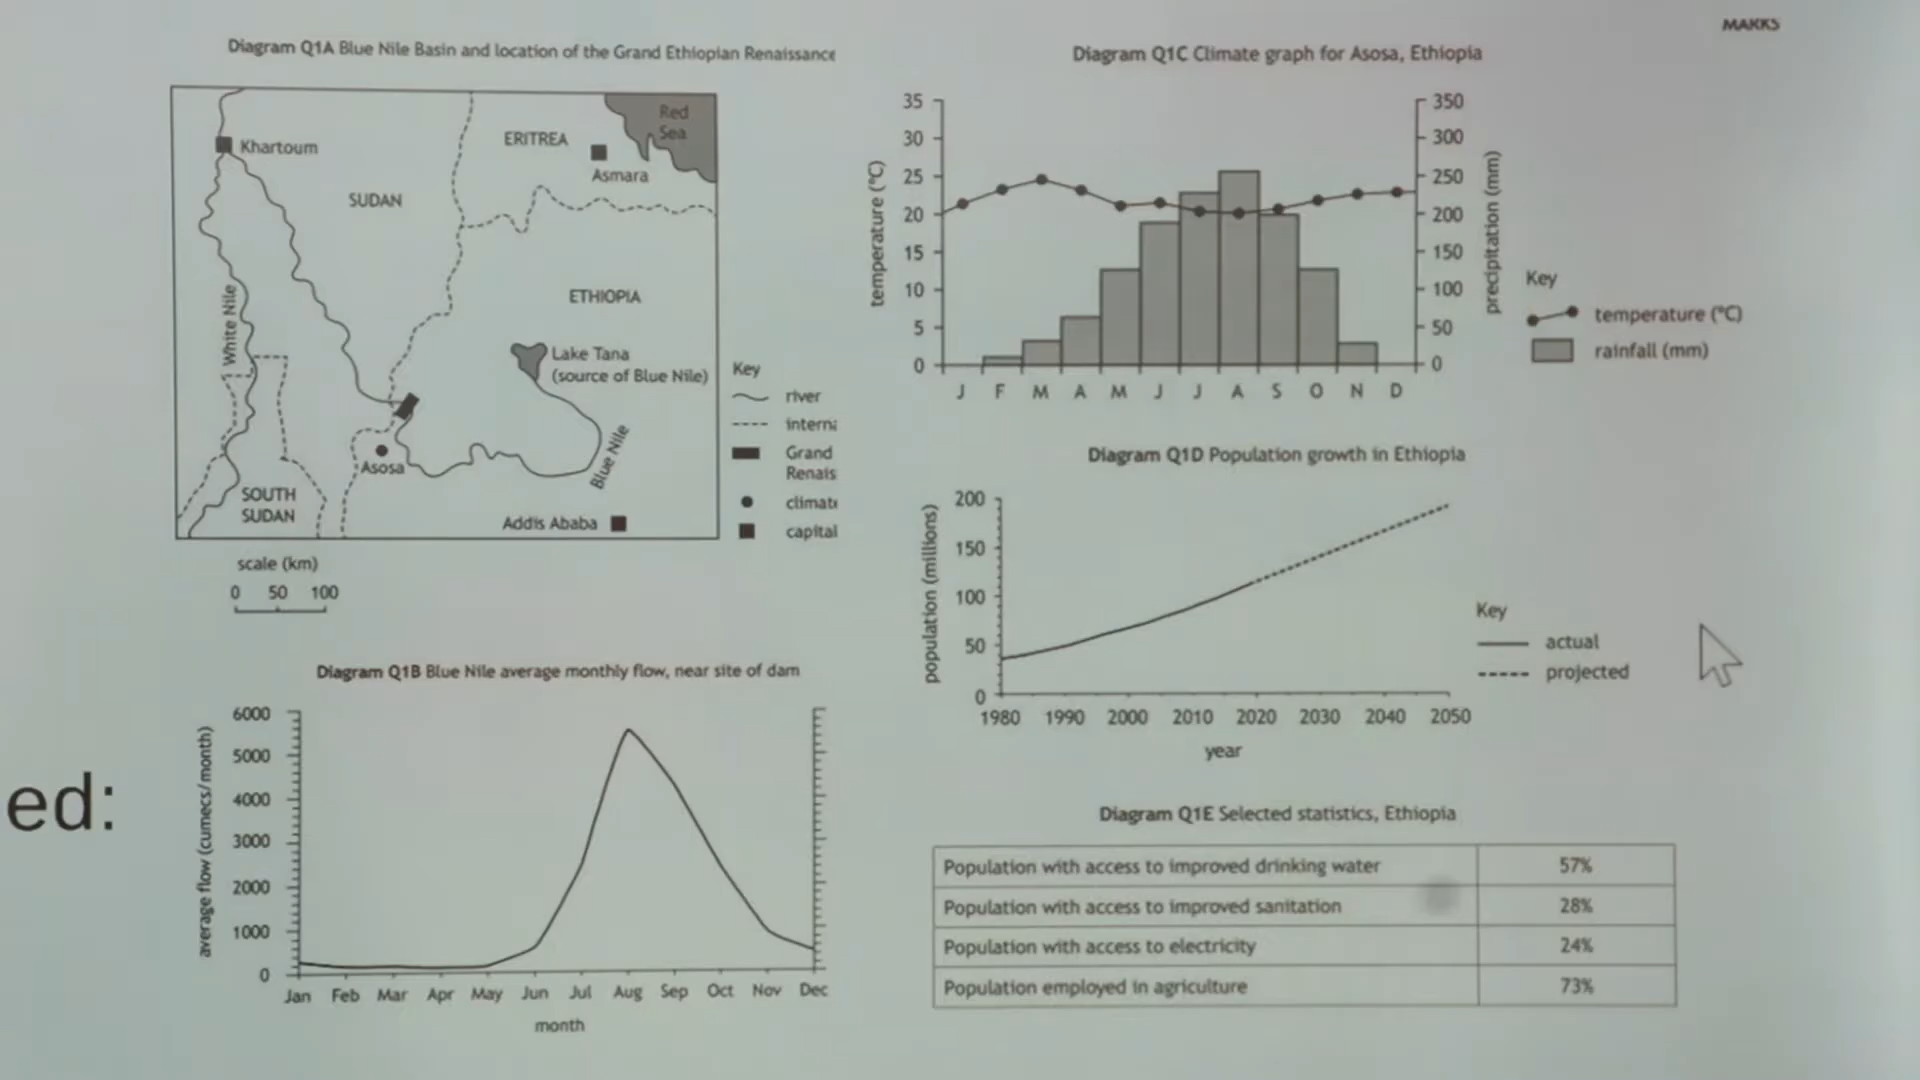 MARKS
Diagram Q1A Blue Nile Basin and location of the Grand Ethiopian Renaissance
Khartoum
SUDAN
ERITREA
Asmara
Red
Sea
ETHIOPIA
White Nile
Lake Tana
(source of Blue Nile)
Blue Nile
Asosa
SOUTH
SUDAN
Addis Ababa
Key
river
interna
Grand
Renais
climate
capital
scale (km)
0 50 100
Diagram Q1B Blue Nile average monthly flow, near site of dam
average flow (cumecs/month)
6000
5000
4000
3000
2000
1000
0
Jan Feb Mar Apr May Jun Jul Aug Sep Oct Nov Dec
month
ed:
Diagram Q1C Climate graph for Asosa, Ethiopia
temperature (°C)
35
30
25
20
15
10
5
0
350
300
250
200
150
100
50
0
precipitation (mm)
J F M A M J J A S O N D
Key
temperature (°C)
rainfall (mm)
Diagram Q1D Population growth in Ethiopia
population (millions)
200
150
100
50
0
1980 1990 2000 2010 2020 2030 2040 2050
year
Key
actual
projected
Diagram Q1E Selected statistics, Ethiopia
Population with access to improved drinking water 57%
Population with access to improved sanitation 28%
Population with access to electricity 24%
Population employed in agriculture 73%